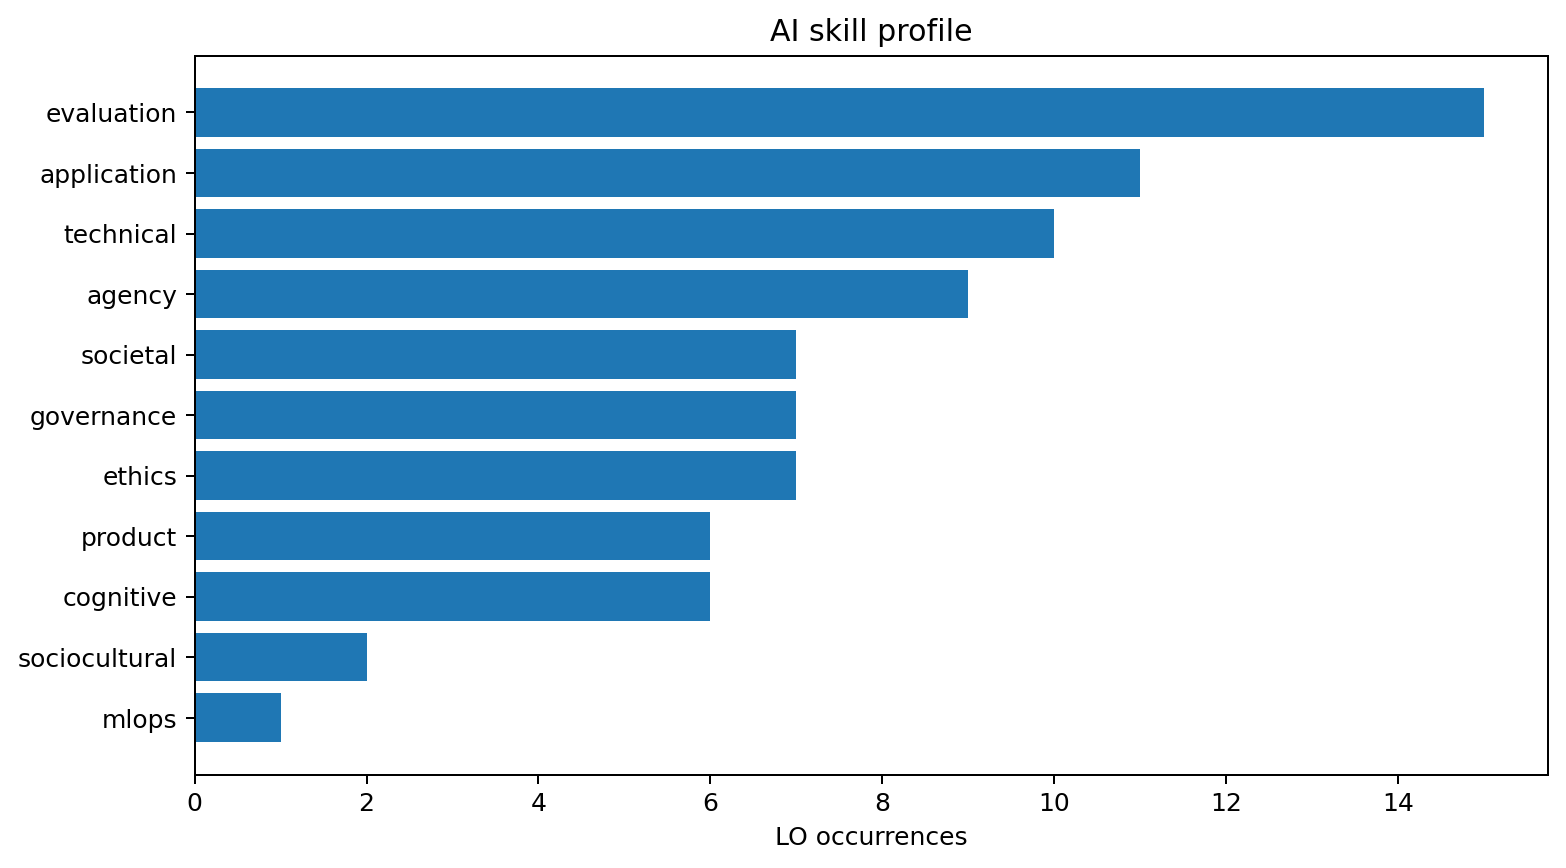 AI skill profile
evaluation
application
technical
agency
societal
governance
ethics
product
cognitive
sociocultural
mlops
0 2 4 6 8 10 12 14
LO occurrences